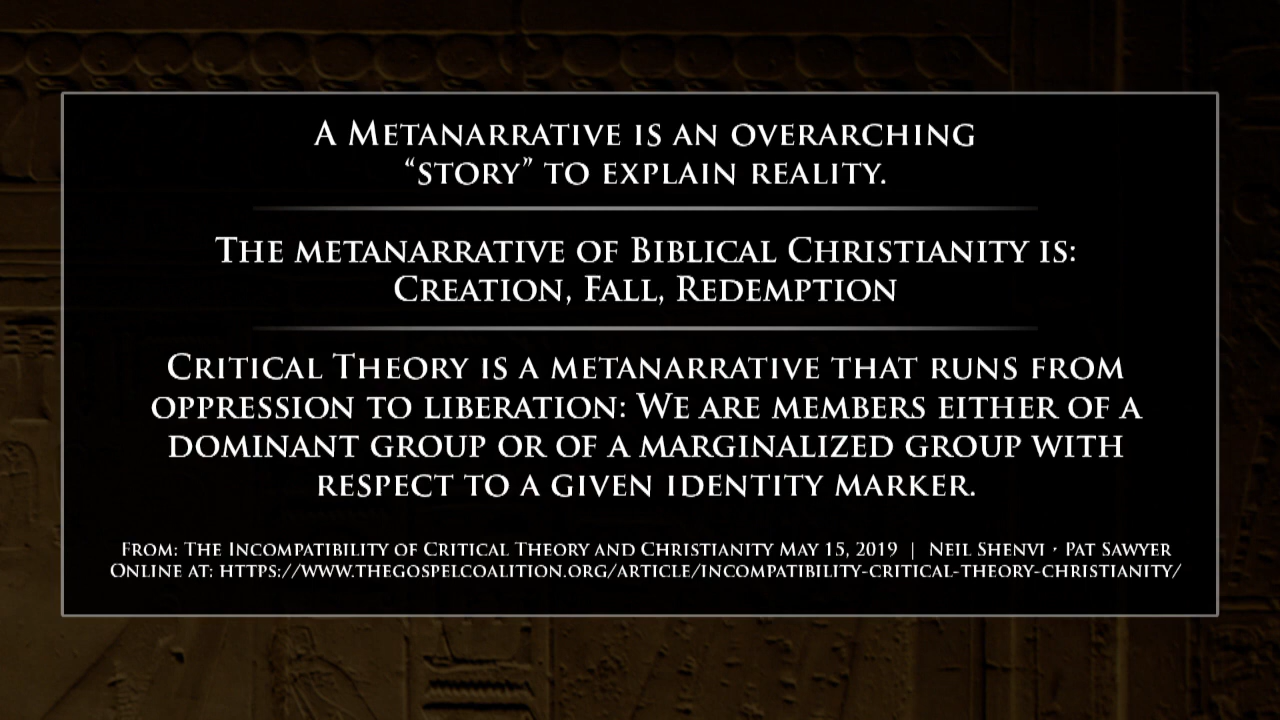 A Metanarrative is an overarching
“story” to explain reality.
The metanarrative of Biblical Christianity is:
Creation, Fall, Redemption
Critical Theory is a metanarrative that runs from
oppression to liberation: We are members either of a
dominant group or of a marginalized group with
respect to a given identity marker.
From: The Incompatibility of Critical Theory and Christianity May 15, 2019 | Neil Shenvi · Pat Sawyer
Online at: https://www.thegospelcoalition.org/article/incompatibility-critical-theory-christianity/